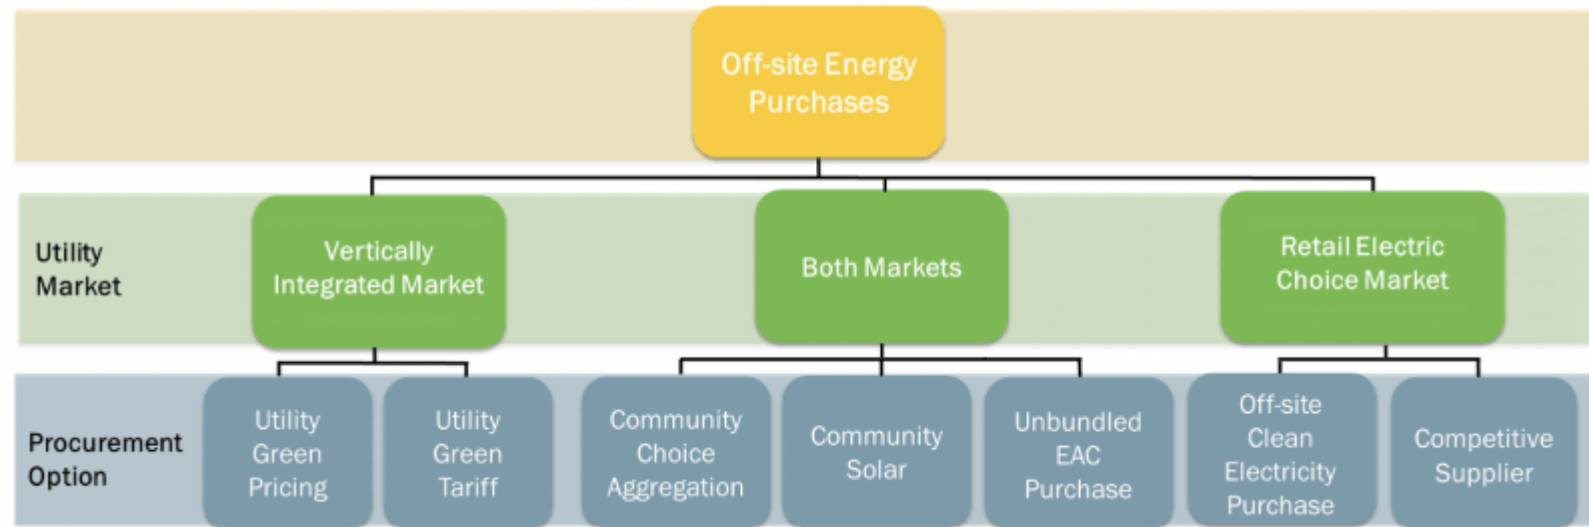 Off-site Energy
Purchases
Utility
Market
Vertically
Integrated Market
Both Markets
Retail Electric
Choice Market
Procurement
Option
Utility
Green
Pricing
Utility
Green
Tariff
Community
Choice
Aggregation
Community
Solar
Unbundled
EAC
Purchase
Off-site
Clean
Electricity
Purchase
Competitive
Supplier